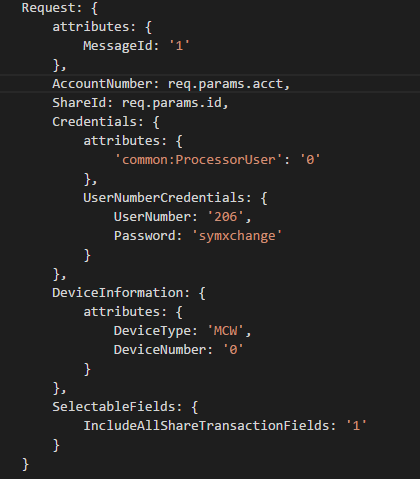 Request: {
    attributes: {
        MessageId: '1'
    },
    AccountNumber: req.params.acct,
    ShareId: req.params.id,
    Credentials: {
        attributes: {
            'common:ProcessorUser': '0'
        },
        UserNumberCredentials: {
            UserNumber: '206',
            Password: 'symxchange'
        }
    },
    DeviceInformation: {
        attributes: {
            DeviceType: 'MCW',
            DeviceNumber: '0'
        }
    },
    SelectableFields: {
        IncludeAllShareTransactionFields: '1'
    }
}